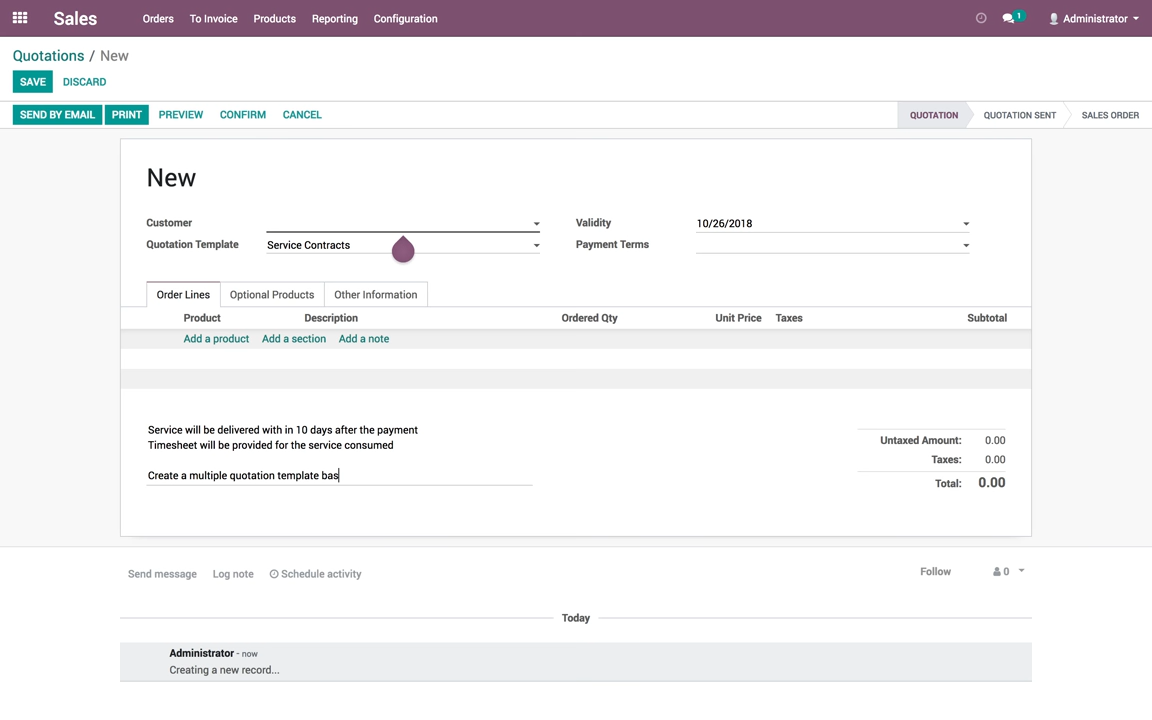 Sales Orders To Invoice Products Reporting Configuration 1 Administrator
Quotations / New
SAVE DISCARD
SEND BY EMAIL PRINT PREVIEW CONFIRM CANCEL QUOTATION QUOTATION SENT SALES ORDER
New
Customer Validity 10/26/2018
Quotation Template Service Contracts Payment Terms
Order Lines Optional Products Other Information
Product Description Ordered Qty Unit Price Taxes Subtotal
Add a product Add a section Add a note
Service will be delivered with in 10 days after the payment
Timesheet will be provided for the service consumed
Create a multiple quotation template bas
Untaxed Amount: 0.00
Taxes: 0.00
Total: 0.00
Send message Log note Schedule activity Follow 0
Today
Administrator - now
Creating a new record...